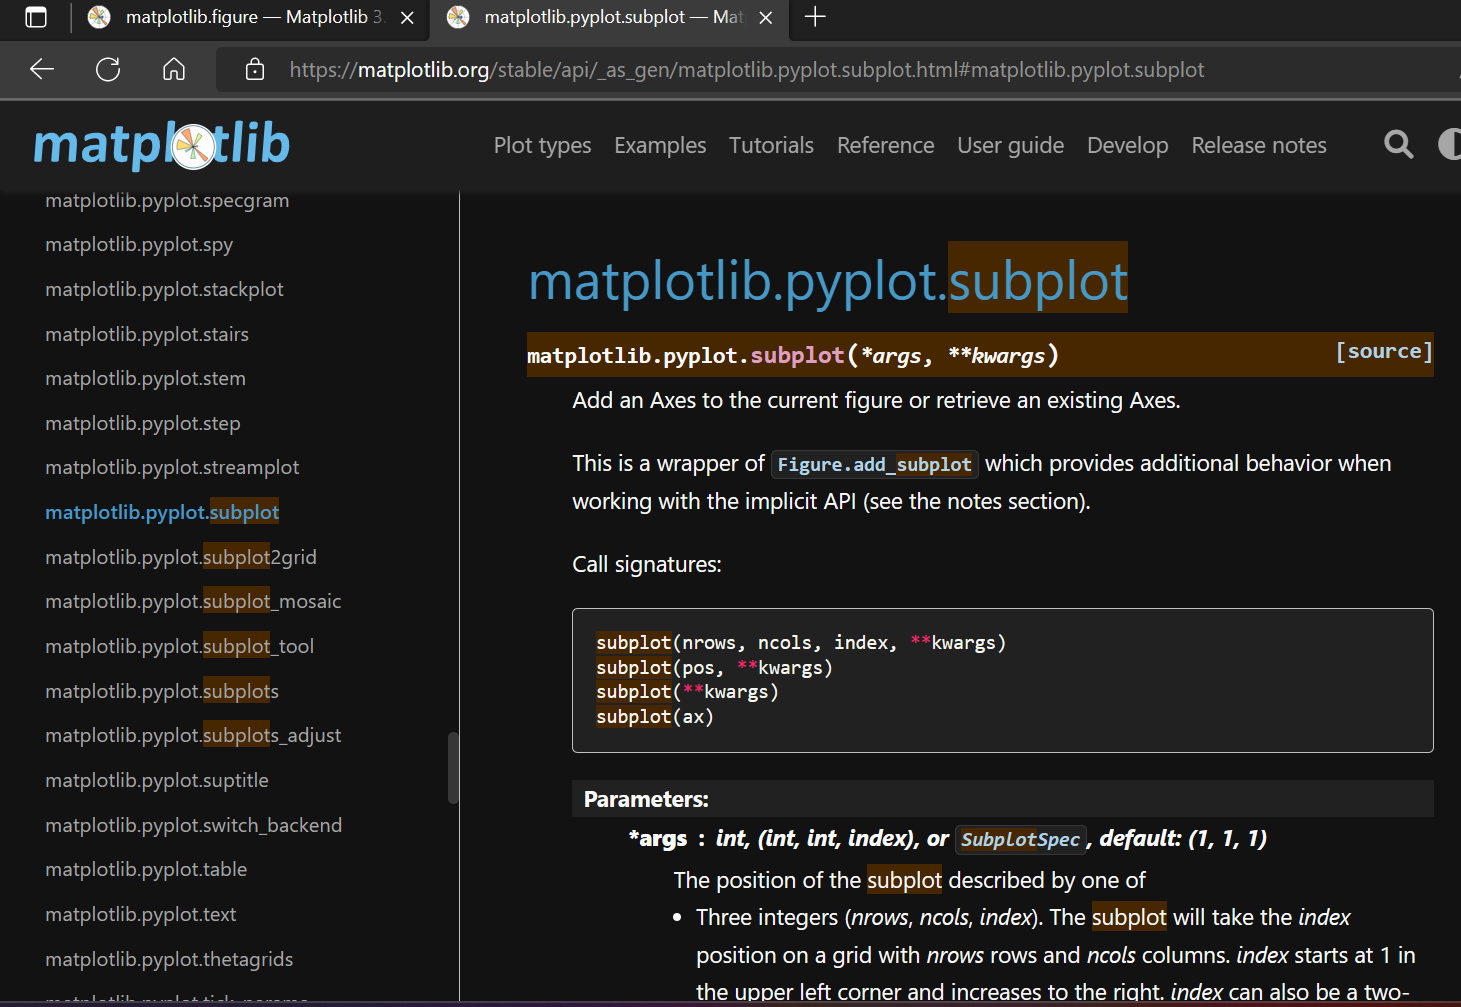 matplotlib.figure — Matplotlib 3.
matplotlib.pyplot.subplot — Mat
https://matplotlib.org/stable/api/_as_gen/matplotlib.pyplot.subplot.html#matplotlib.pyplot.subplot
matplotlib
Plot types Examples Tutorials Reference User guide Develop Release notes
matplotlib.pyplot.specgram
matplotlib.pyplot.spy
matplotlib.pyplot.stackplot
matplotlib.pyplot.stairs
matplotlib.pyplot.stem
matplotlib.pyplot.step
matplotlib.pyplot.streamplot
matplotlib.pyplot.subplot
matplotlib.pyplot.subplot2grid
matplotlib.pyplot.subplot_mosaic
matplotlib.pyplot.subplot_tool
matplotlib.pyplot.subplots
matplotlib.pyplot.subplots_adjust
matplotlib.pyplot.suptitle
matplotlib.pyplot.switch_backend
matplotlib.pyplot.table
matplotlib.pyplot.text
matplotlib.pyplot.thetagrids
matplotlib.pyplot.tick_params
matplotlib.pyplot.subplot
matplotlib.pyplot.subplot(*args, **kwargs) [source]
Add an Axes to the current figure or retrieve an existing Axes.
This is a wrapper of Figure.add_subplot which provides additional behavior when
working with the implicit API (see the notes section).
Call signatures:
subplot(nrows, ncols, index, **kwargs)
subplot(pos, **kwargs)
subplot(**kwargs)
subplot(ax)
Parameters:
*args : int, (int, int, index), or SubplotSpec, default: (1, 1, 1)
The position of the subplot described by one of
• Three integers (nrows, ncols, index). The subplot will take the index
position on a grid with nrows rows and ncols columns. index starts at 1 in
the upper left corner and increases to the right. index can also be a two-